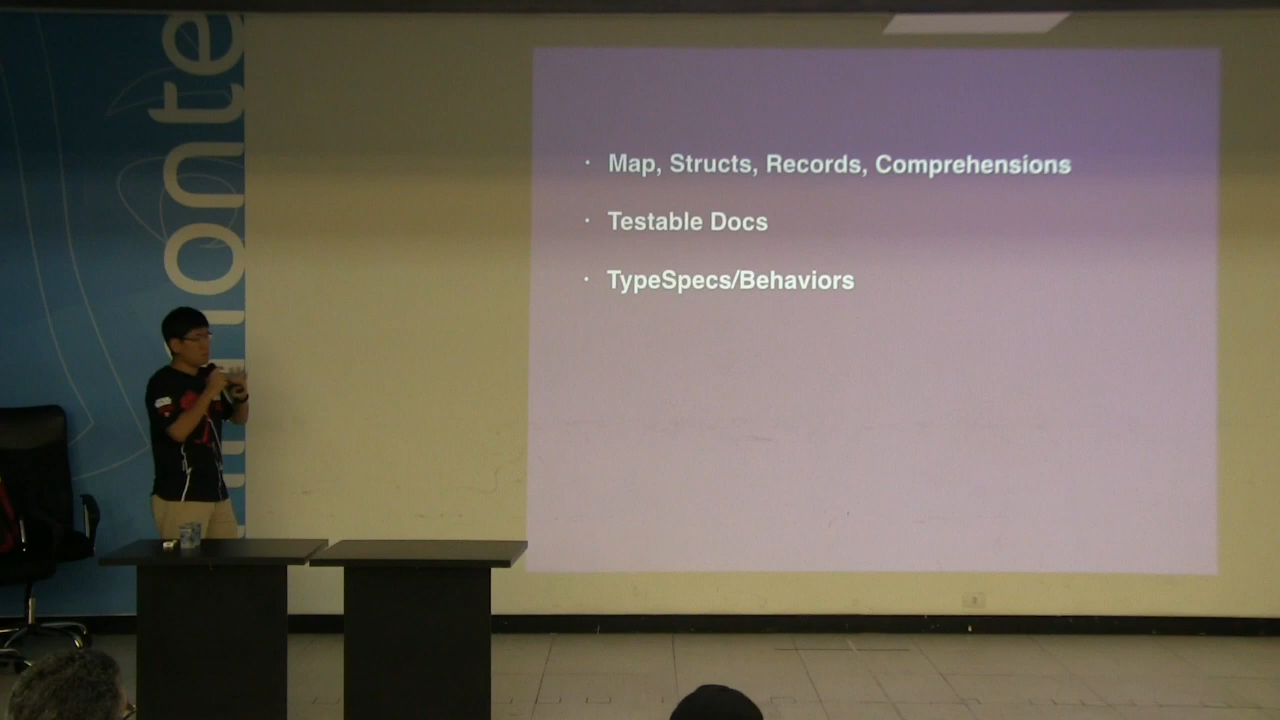 · Map, Structs, Records, Comprehensions
· Testable Docs
· TypeSpecs/Behaviors